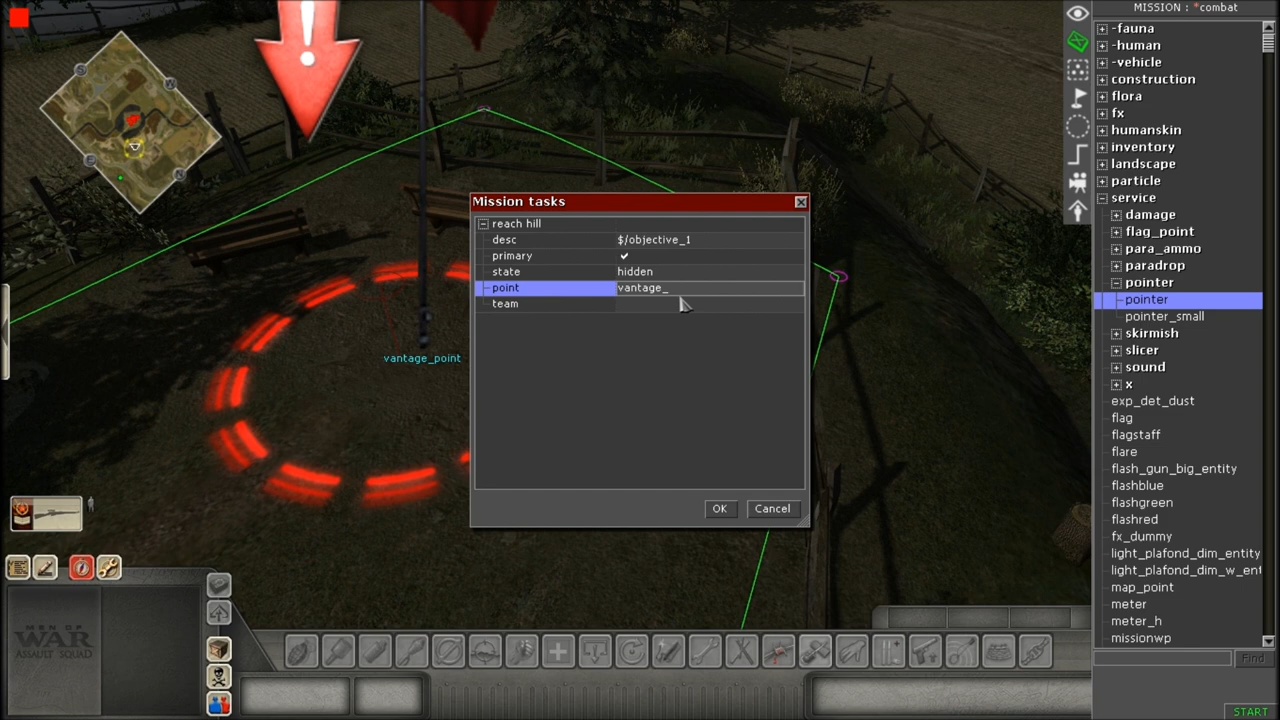 MISSION : *combat
-fauna
-human
-vehicle
construction
flora
fx
humanskin
inventory
landscape
particle
service
damage
flag_point
para_ammo
paradrop
pointer
pointer
pointer_small
skirmish
slicer
sound
x
exp_det_dust
flag
flagstaff
flare
flash_gun_big_entity
flashblue
flashgreen
flashred
fx_dummy
light_plafond_dim_entity
light_plafond_dim_w_ent
map_point
meter
meter_h
missionwp
Find
START
Mission tasks
reach hill
desc $/objective_1
primary
state hidden
point vantage_
team
OK Cancel
vantage_point
MEN OF
WAR
ASSAULT SQUAD